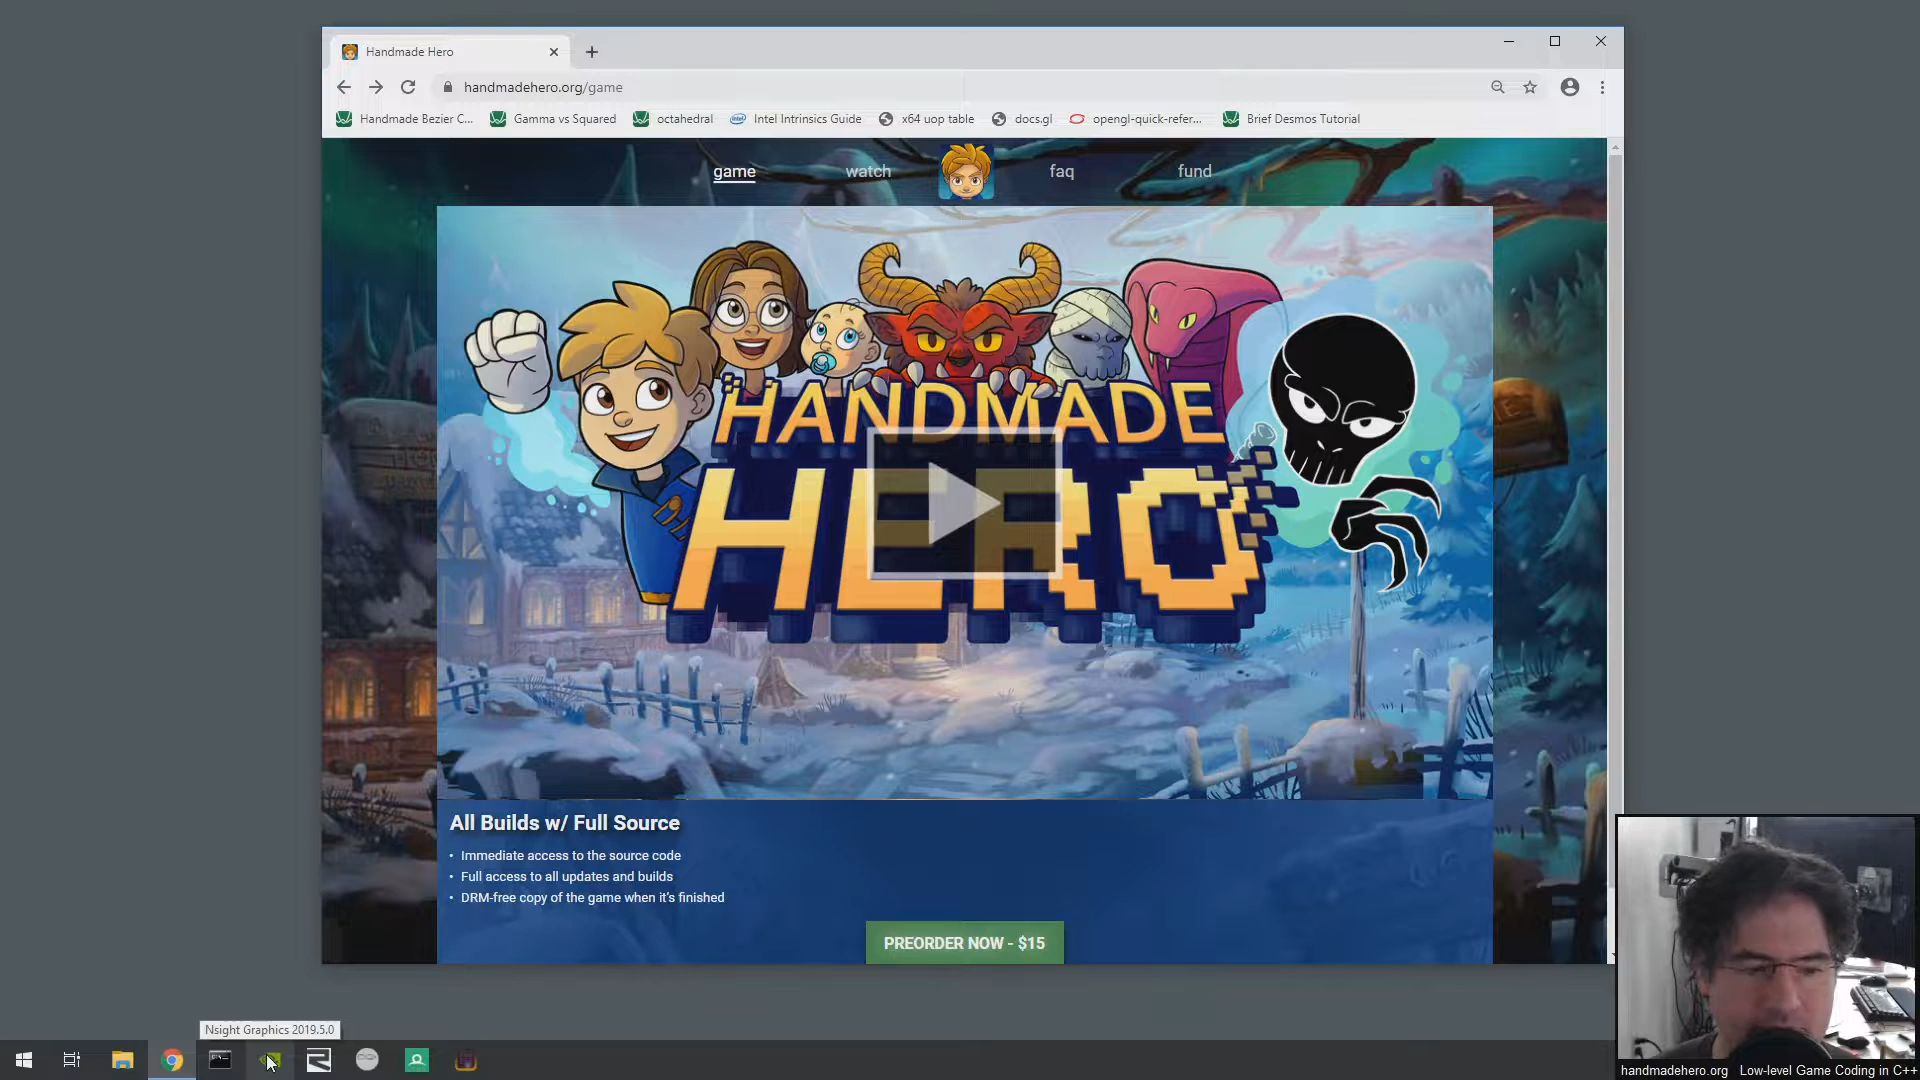 Handmade Hero
handmadehero.org/game
Handmade Bezier C...
Gamma vs Squared
octahedral
Intel Intrinsics Guide
x64 uop table
docs.gl
opengl-quick-refer...
Brief Desmos Tutorial
game
watch
faq
fund
HANDMADE
HERO
All Builds w/ Full Source
• Immediate access to the source code
• Full access to all updates and builds
• DRM-free copy of the game when it's finished
PREORDER NOW - $15
Nsight Graphics 2019.5.0
handmadehero.org Low-level Game Coding in C++